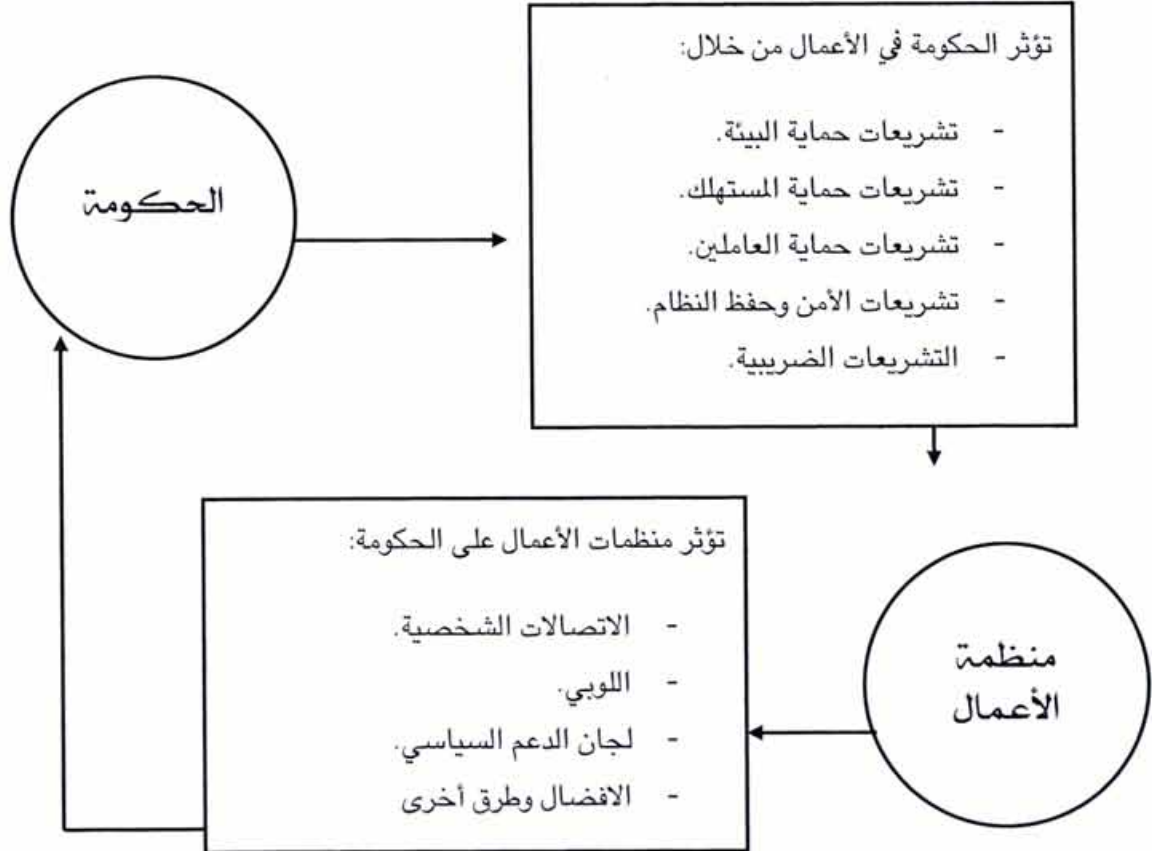 تؤثر الحكومة في الأعمال من خلال:
- تشريعات حماية البيئة.
- تشريعات حماية المستهلك.
- تشريعات حماية العاملين.
- تشريعات الأمن وحفظ النظام.
- التشريعات الضريبية.
الحكومة
تؤثر منظمات الأعمال على الحكومة:
- الاتصالات الشخصية.
- اللوبي.
- لجان الدعم السياسي.
- الافضال وطرق أخرى
منظمة
الأعمال